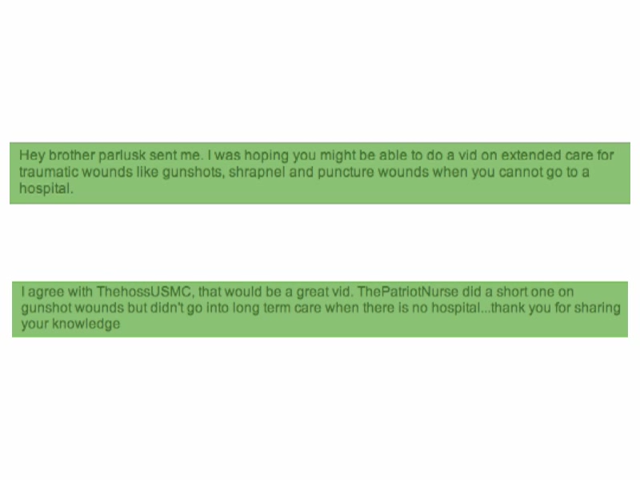 Hey brother parlusk sent me. I was hoping you might be able to do a vid on extended care for
traumatic wounds like gunshots, shrapnel and puncture wounds when you cannot go to a
hospital.
I agree with ThehossUSMC, that would be a great vid. ThePatriotNurse did a short one on
gunshot wounds but didn't go into long term care when there is no hospital...thank you for sharing
your knowledge